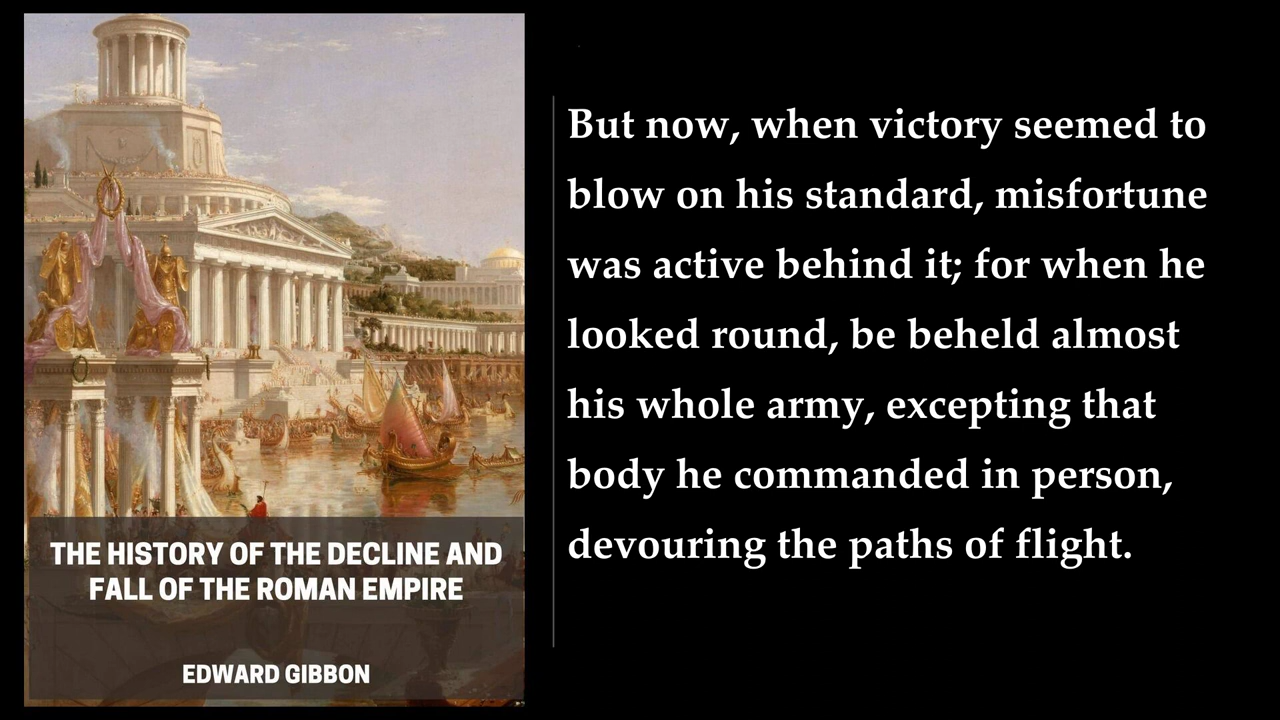 THE HISTORY OF THE DECLINE AND
FALL OF THE ROMAN EMPIRE
EDWARD GIBBON
But now, when victory seemed to
blow on his standard, misfortune
was active behind it; for when he
looked round, be beheld almost
his whole army, excepting that
body he commanded in person,
devouring the paths of flight.